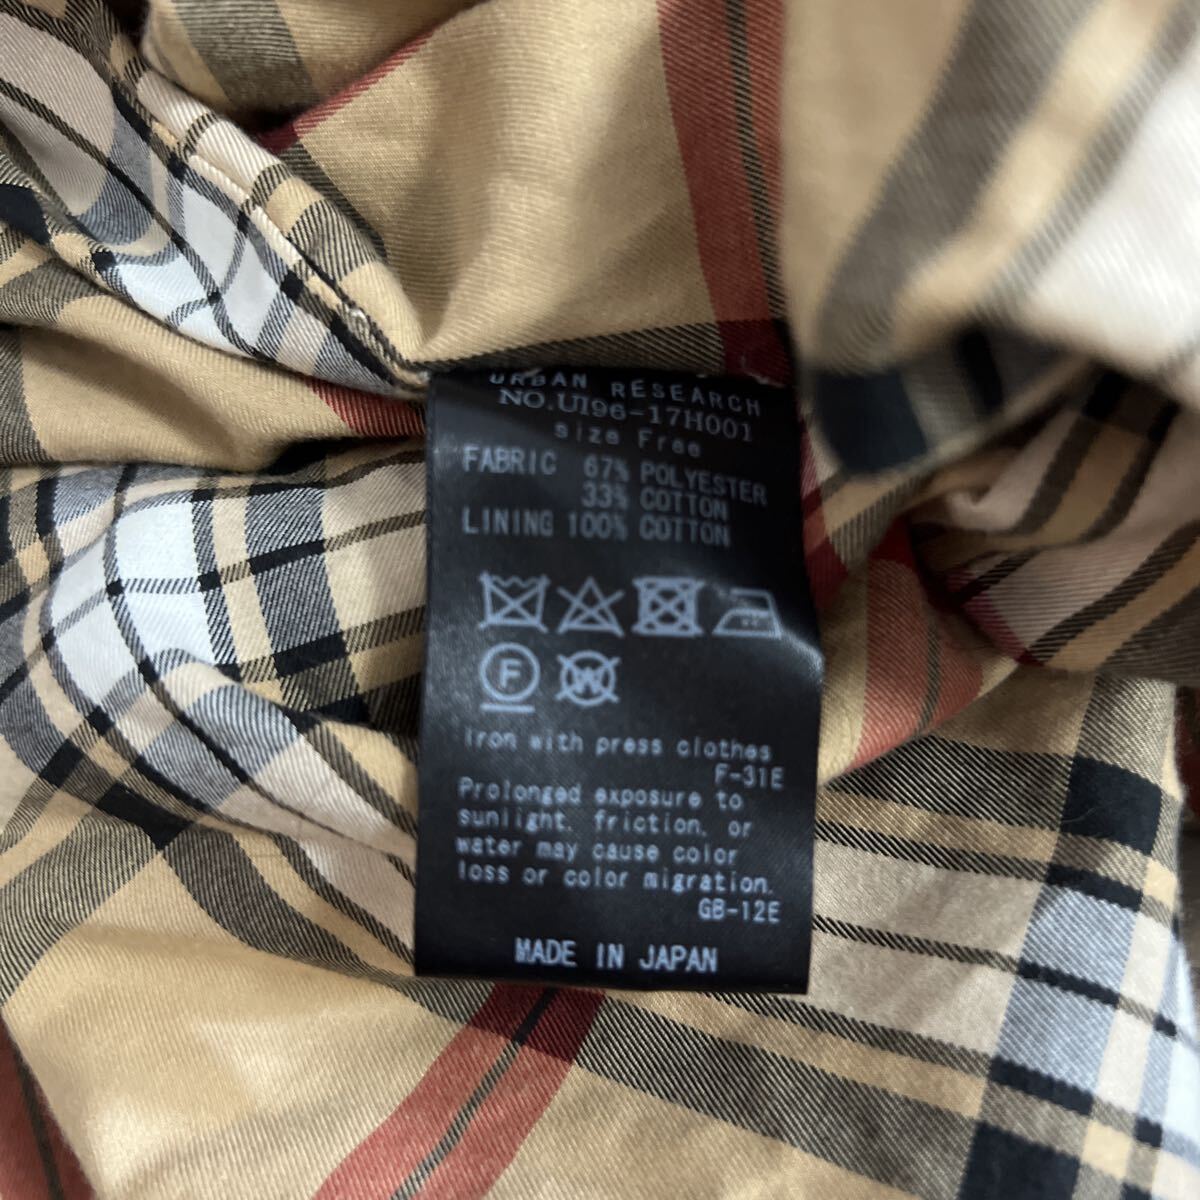 URBAN RESEARCH
NO.UI96-17H001
size Free
FABRIC 67% POLYESTER
33% COTTON
LINING 100% COTTON
F W
Iron with press clothes
F-31E
Prolonged exposure to
sunlight, friction, or
water may cause color
loss or color migration.
GB-12E
MADE IN JAPAN